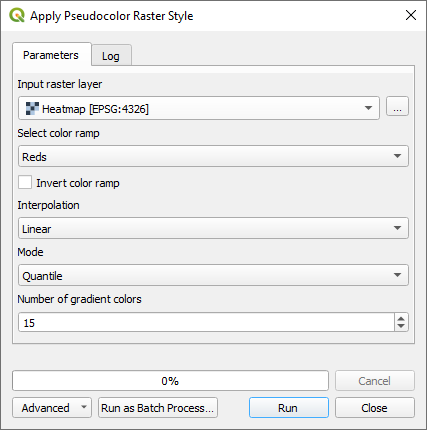 Apply Pseudocolor Raster Style
Parameters
Log
Input raster layer
Heatmap [EPSG:4326]
...
Select color ramp
Reds
Invert color ramp
Interpolation
Linear
Mode
Quantile
Number of gradient colors
15
0%
Cancel
Advanced
Run as Batch Process...
Run
Close